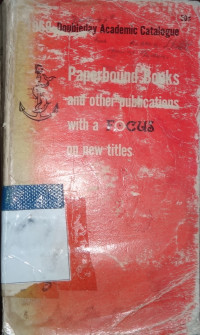 Doubleday Academic Catalogue
Paperbound Books
and other publications
with a FOCUS
on new titles